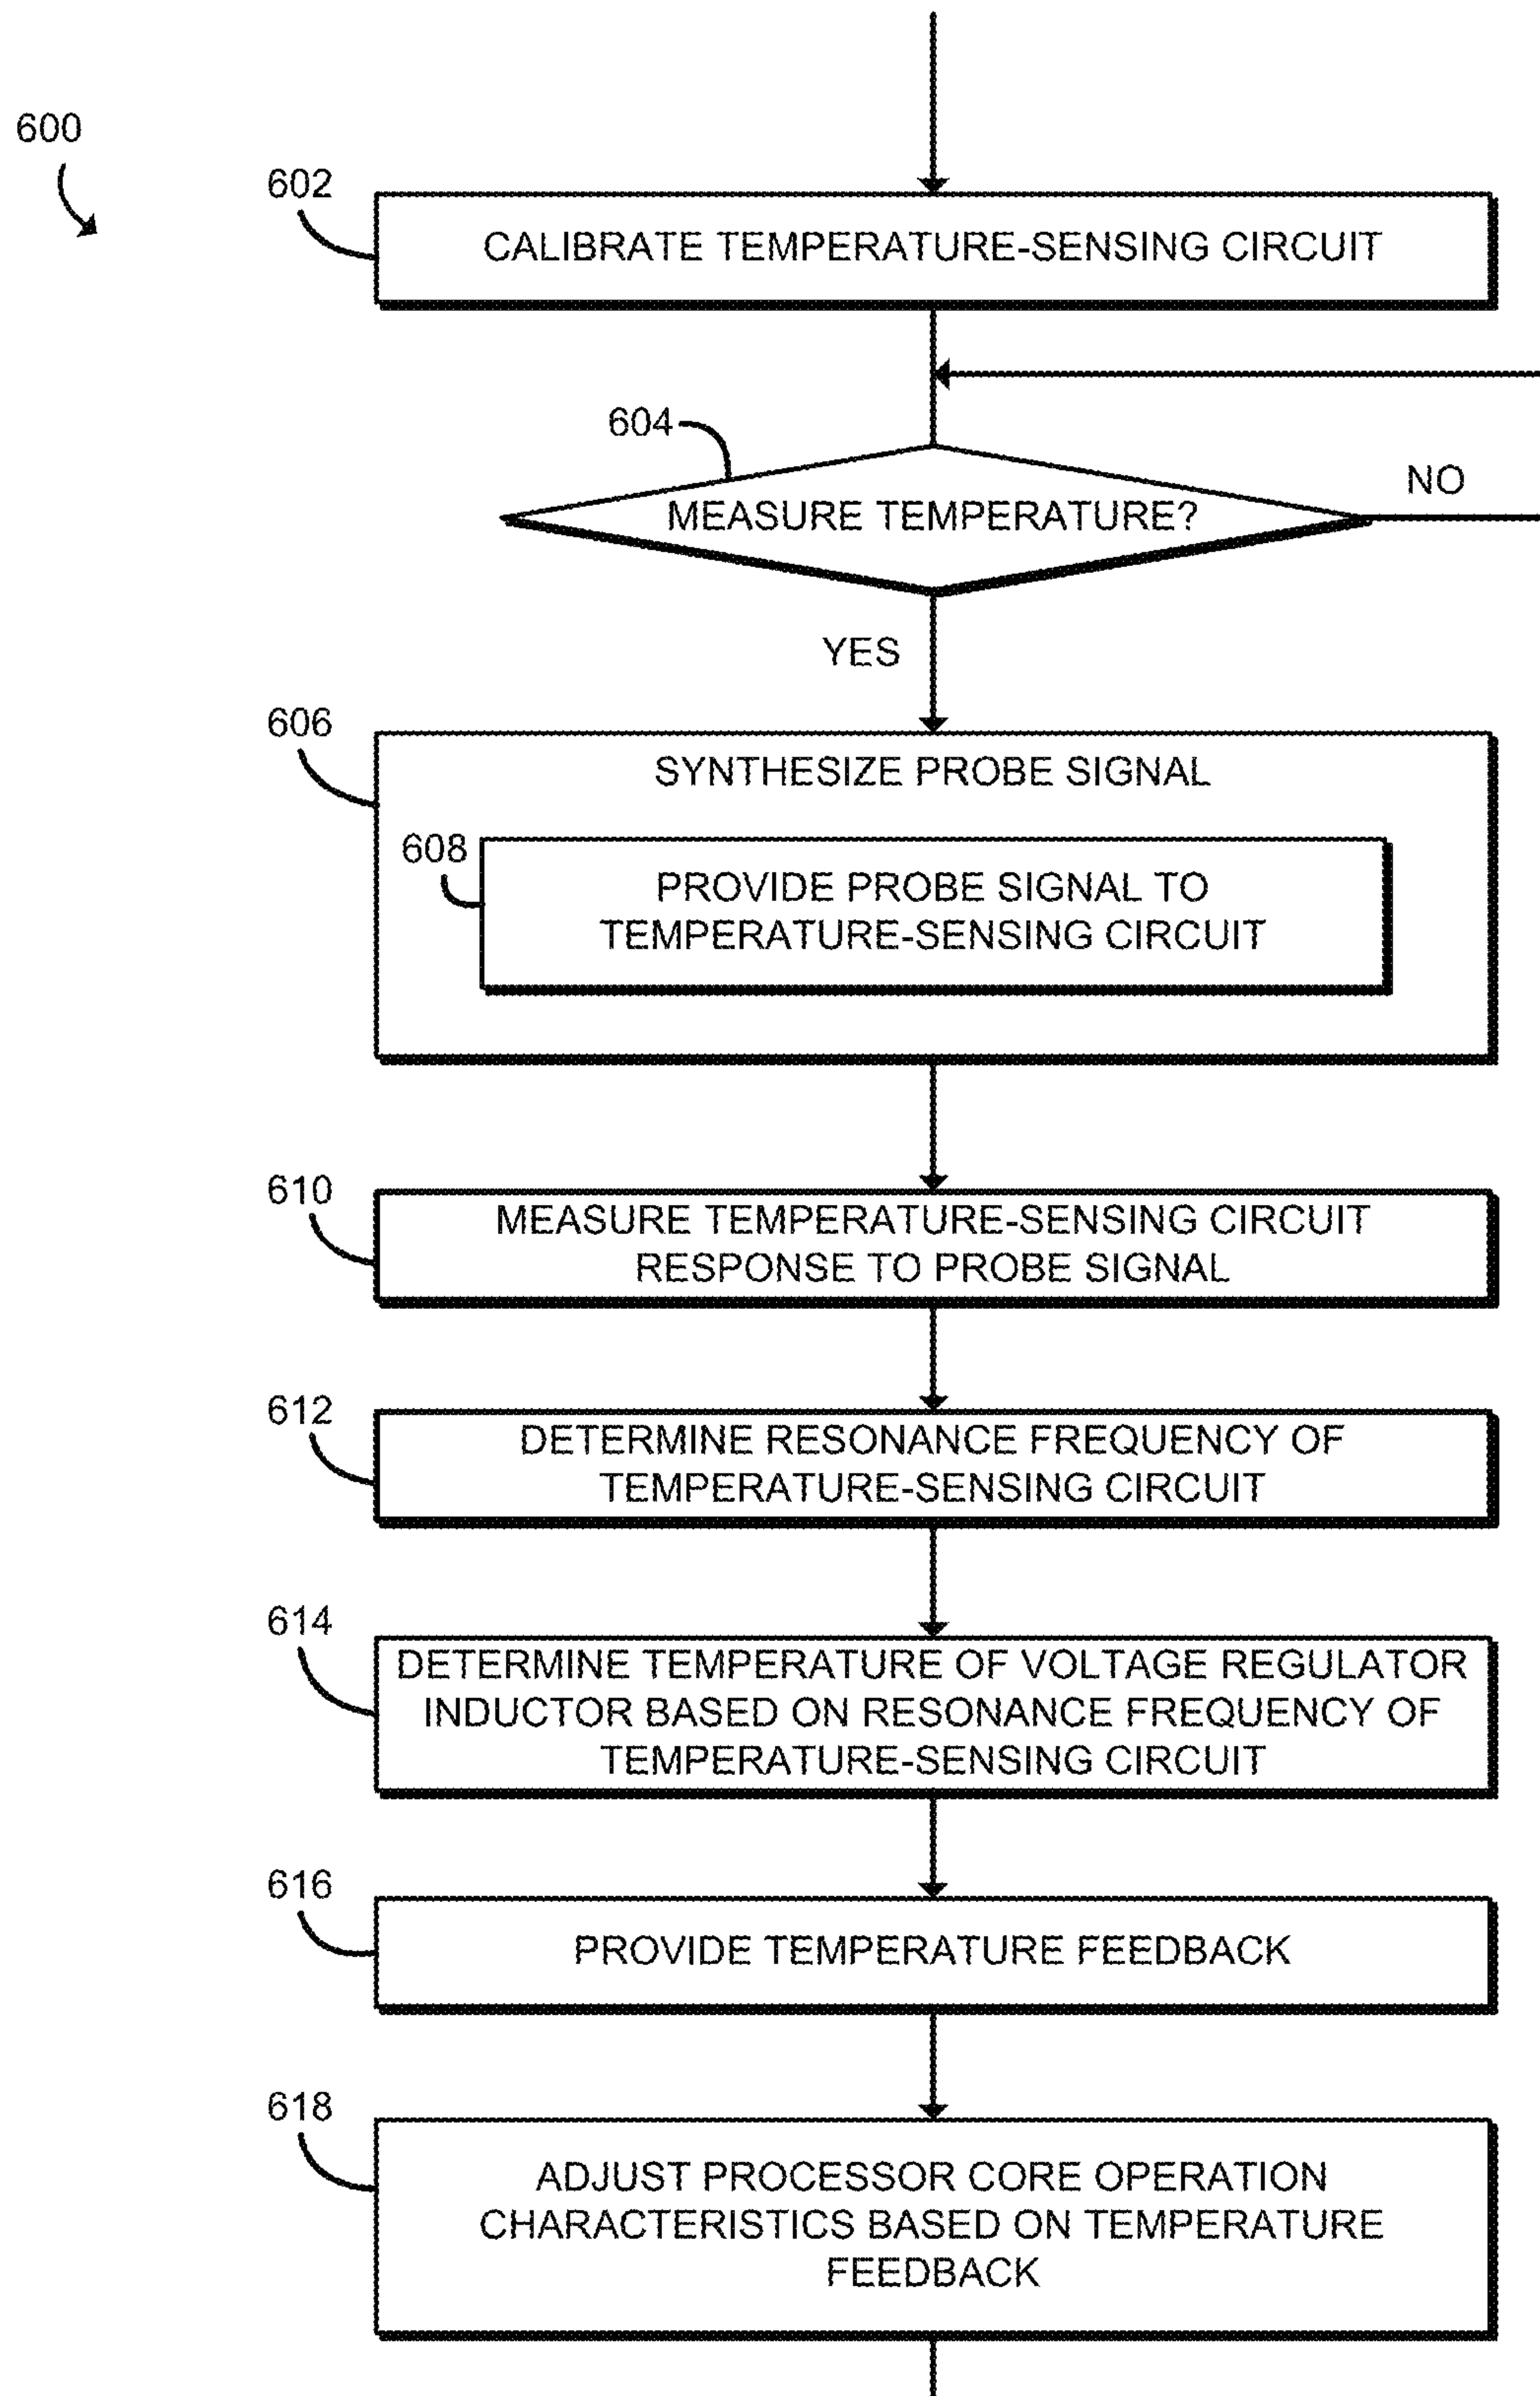 600
602
CALIBRATE TEMPERATURE-SENSING CIRCUIT
604
MEASURE TEMPERATURE?
NO
YES
606
SYNTHESIZE PROBE SIGNAL
608
PROVIDE PROBE SIGNAL TO
TEMPERATURE-SENSING CIRCUIT
610
MEASURE TEMPERATURE-SENSING CIRCUIT
RESPONSE TO PROBE SIGNAL
612
DETERMINE RESONANCE FREQUENCY OF
TEMPERATURE-SENSING CIRCUIT
614
DETERMINE TEMPERATURE OF VOLTAGE REGULATOR
INDUCTOR BASED ON RESONANCE FREQUENCY OF
TEMPERATURE-SENSING CIRCUIT
616
PROVIDE TEMPERATURE FEEDBACK
618
ADJUST PROCESSOR CORE OPERATION
CHARACTERISTICS BASED ON TEMPERATURE
FEEDBACK